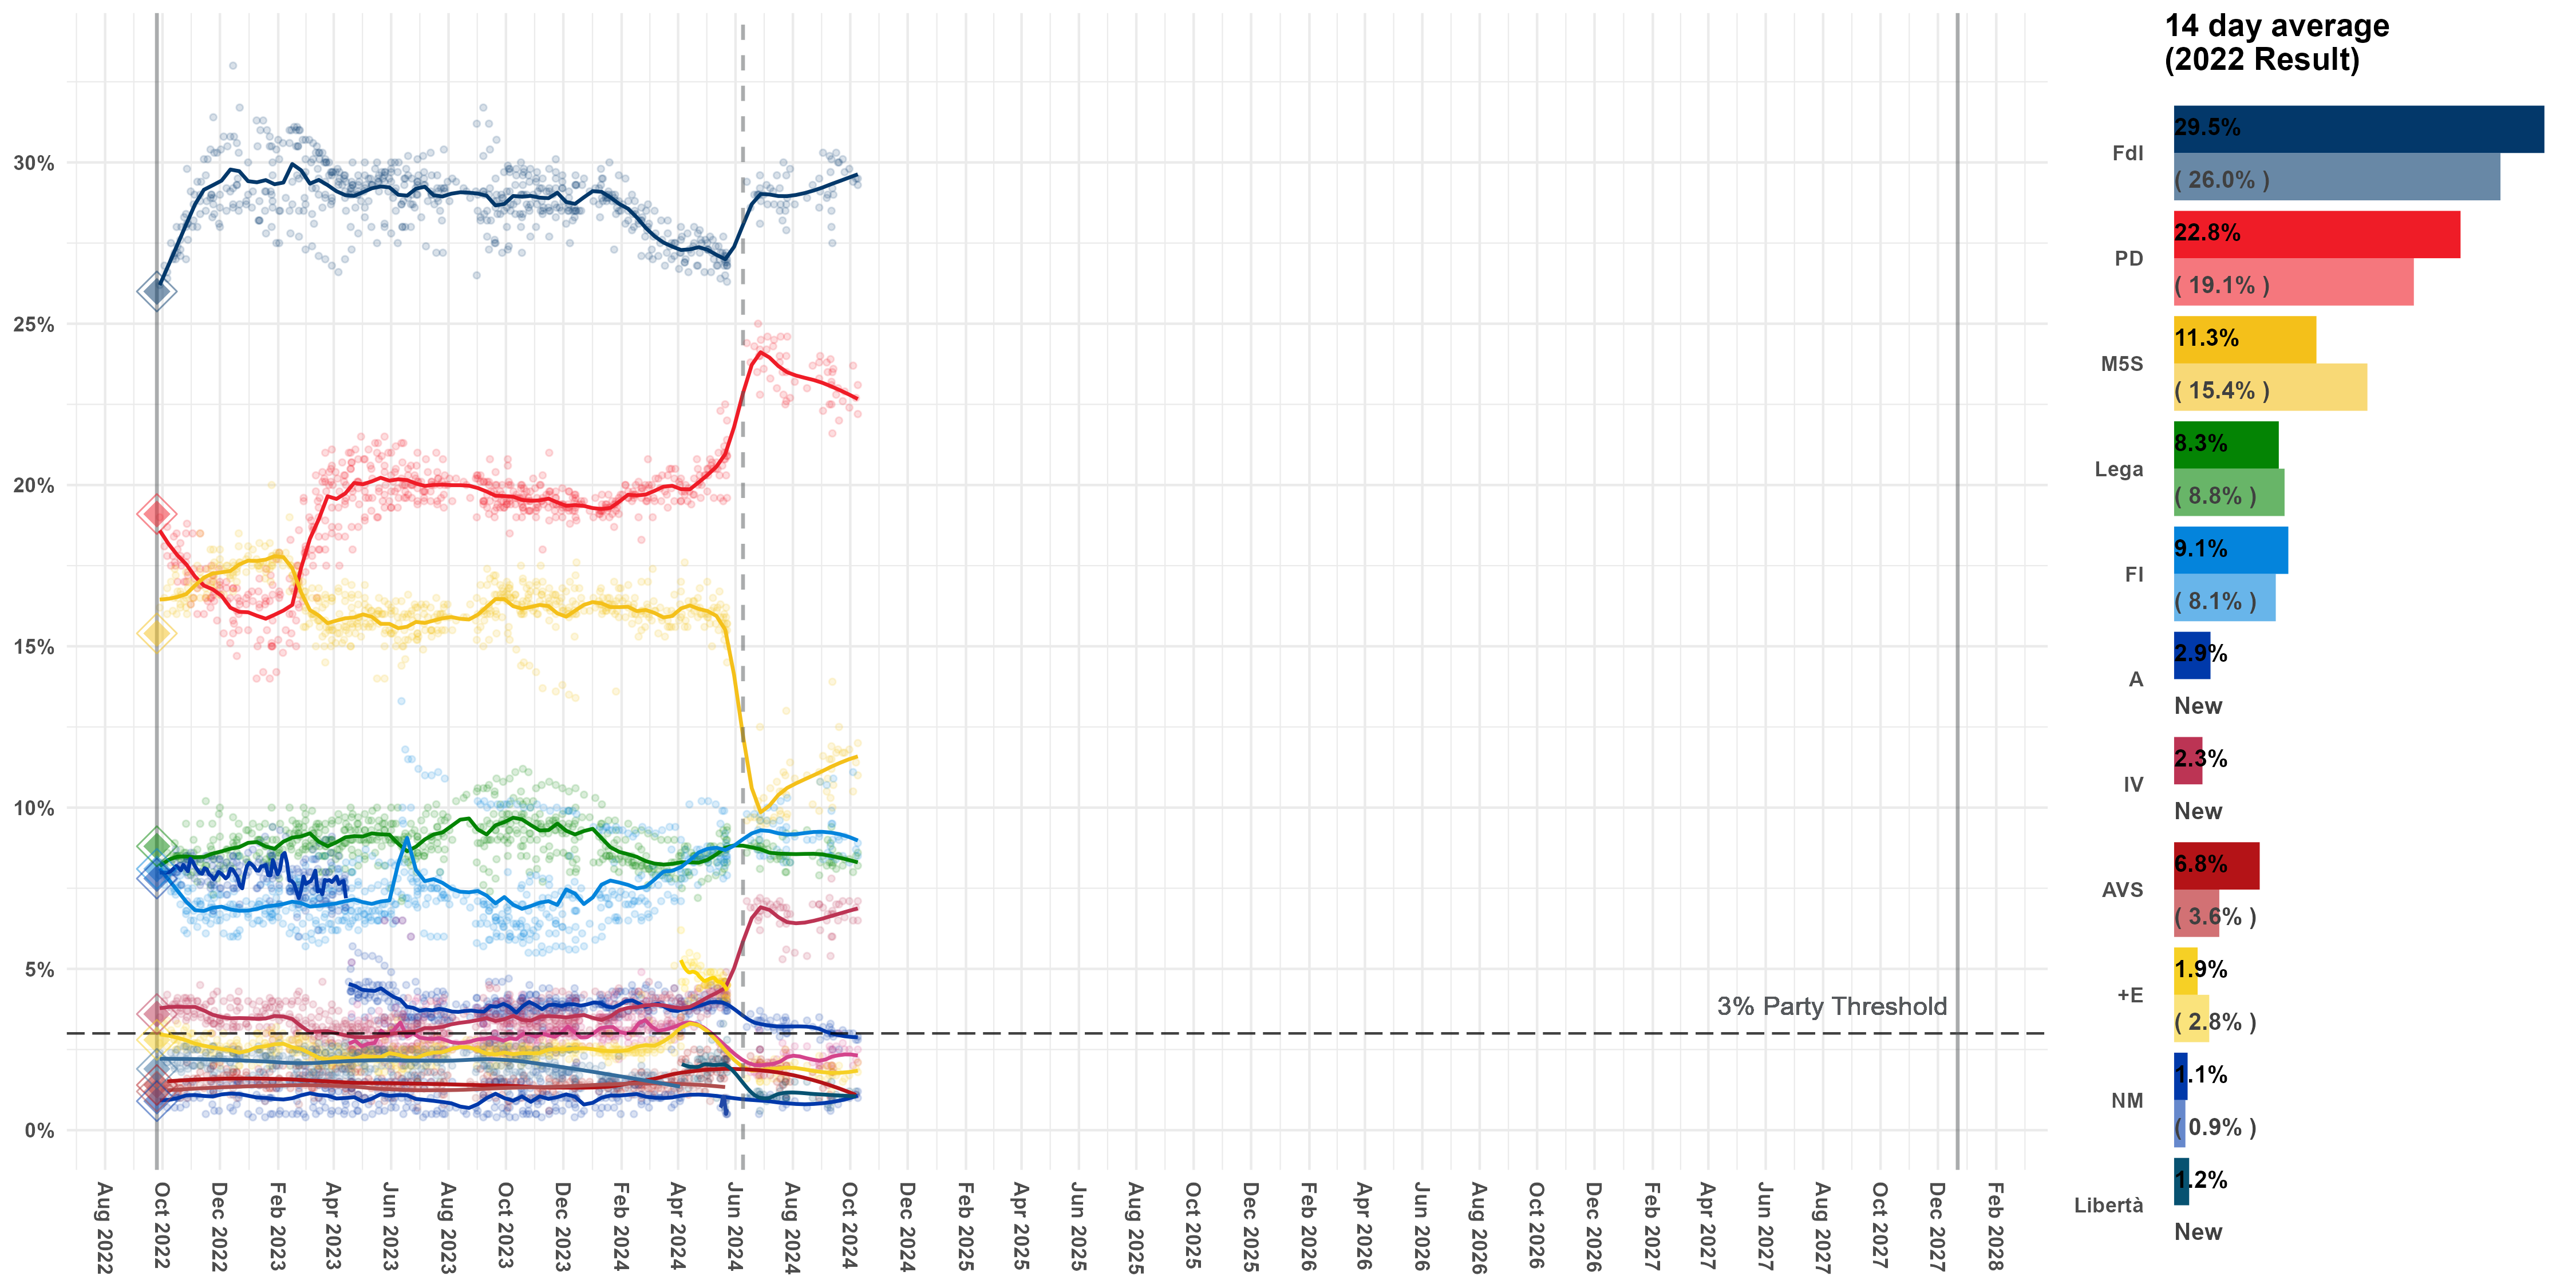 14 day average
(2022 Result)
30%
25%
20%
15%
10%
5%
0%
3% Party Threshold
Aug 2022
Oct 2022
Dec 2022
Feb 2023
Apr 2023
Jun 2023
Aug 2023
Oct 2023
Dec 2023
Feb 2024
Apr 2024
Jun 2024
Aug 2024
Oct 2024
Dec 2024
Feb 2025
Apr 2025
Jun 2025
Aug 2025
Oct 2025
Dec 2025
Feb 2026
Apr 2026
Jun 2026
Aug 2026
Oct 2026
Dec 2026
Feb 2027
Apr 2027
Jun 2027
Aug 2027
Oct 2027
Dec 2027
Feb 2028
FdI
29.5%
( 26.0% )
PD
22.8%
( 19.1% )
M5S
11.3%
( 15.4% )
Lega
8.3%
( 8.8% )
FI
9.1%
( 8.1% )
A
2.9%
New
IV
2.3%
New
AVS
6.8%
( 3.6% )
+E
1.9%
( 2.8% )
NM
1.1%
( 0.9% )
Libertà
1.2%
New